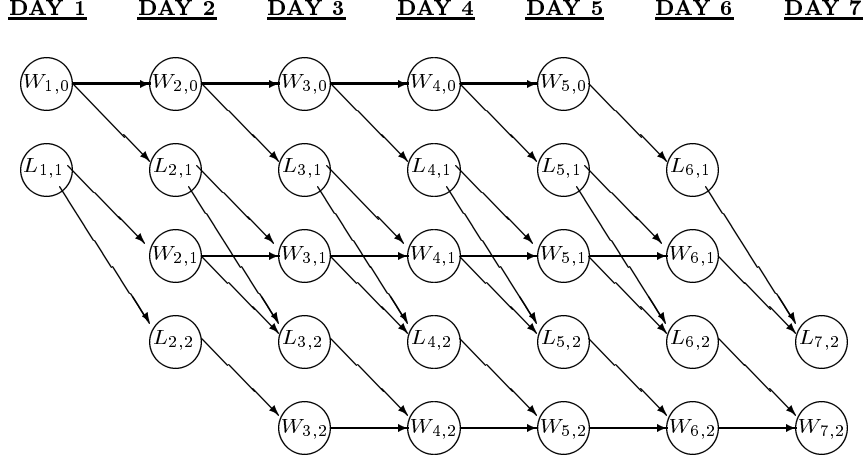 DAY 1 DAY 2 DAY 3 DAY 4 DAY 5 DAY 6 DAY 7
W1,0 W2,0 W3,0 W4,0 W5,0
L1,1 L2,1 L3,1 L4,1 L5,1 L6,1
W2,1 W3,1 W4,1 W5,1 W6,1
L2,2 L3,2 L4,2 L5,2 L6,2 L7,2
W3,2 W4,2 W5,2 W6,2 W7,2